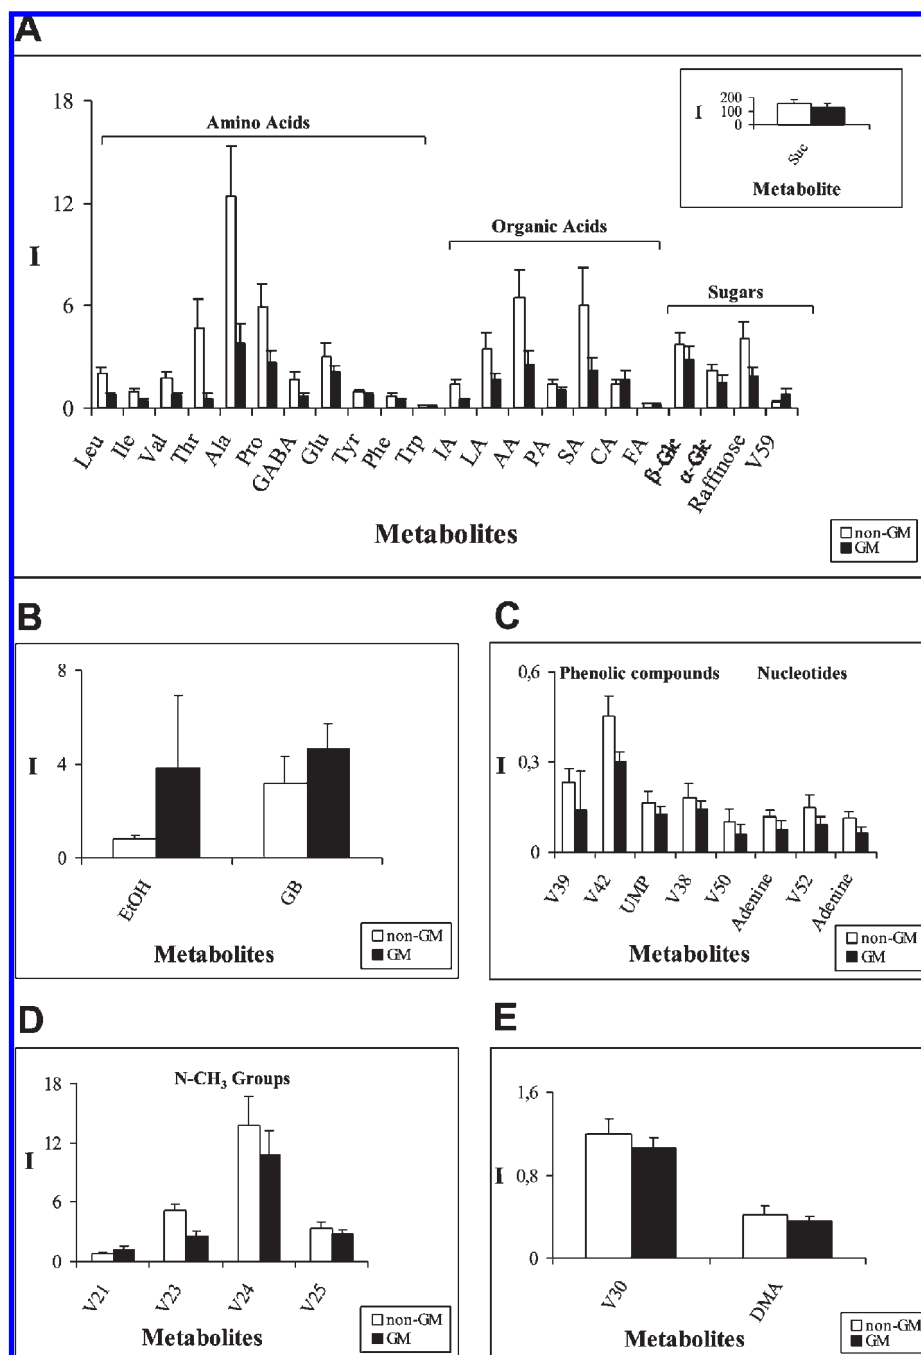 A
18
12
6
0
I
Amino Acids
Organic Acids
Sugars
200
100
0
I
Suc
Metabolite
Leu
Ile
Val
Thr
Ala
Pro
GABA
Glu
Tyr
Phe
Trp
IA
LA
AA
PA
SA
CA
FA
β-Glc
α-Glc
Raffinose
V59
Metabolites
non-GM
GM
B
8
4
0
I
EtOH
GB
Metabolites
non-GM
GM
C
0,6
0,3
0
I
Phenolic compounds
Nucleotides
V39
V42
UMP
V38
V50
Adenine
V52
Adenine
Metabolites
non-GM
GM
D
N-CH₃ Groups
18
12
6
0
I
V21
V23
V24
V25
Metabolites
non-GM
GM
E
1,6
0,8
0
I
V30
DMA
Metabolites
non-GM
GM